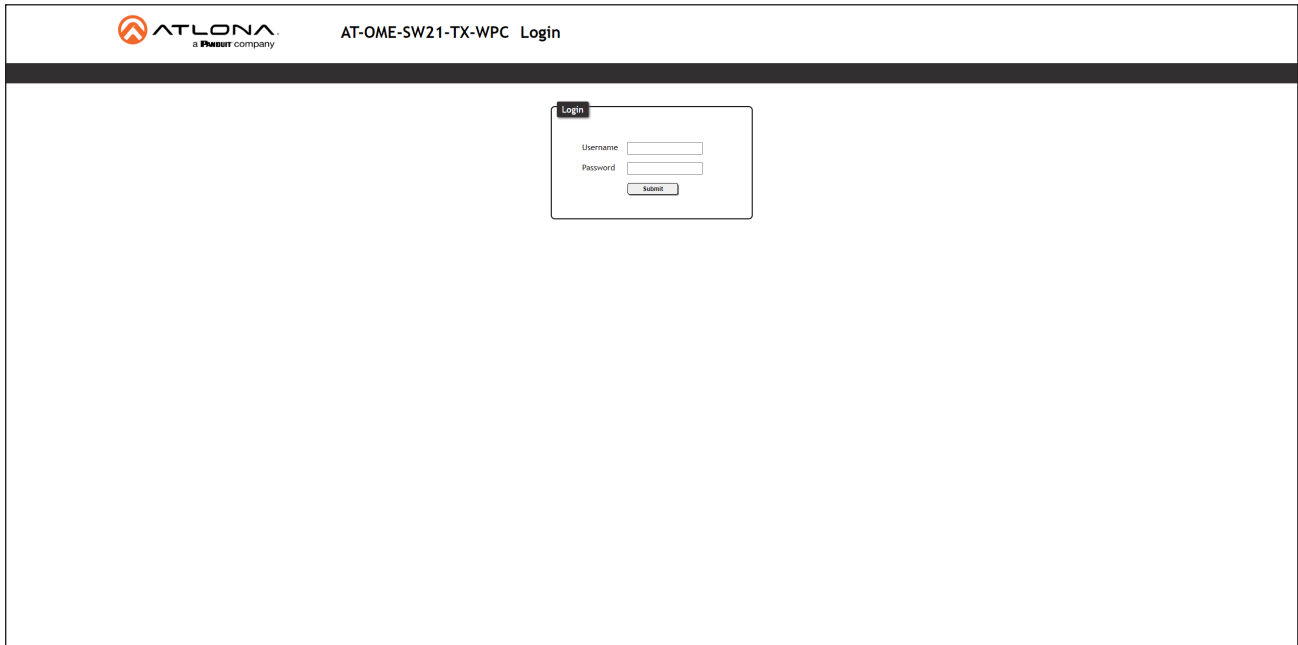 ATLONA.
a PANDUIT company
AT-OME-SW21-TX-WPC Login
Login
Username
Password
Submit